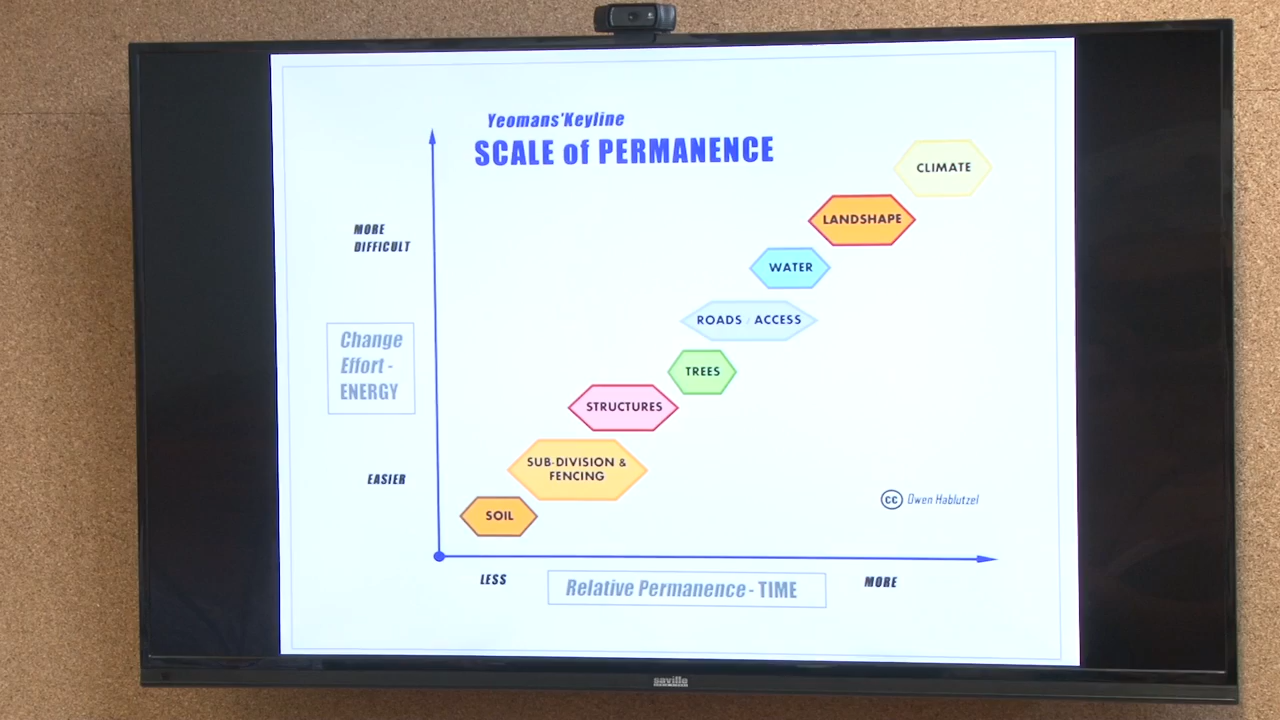 Yeomans'Keyline
SCALE of PERMANENCE
CLIMATE
LANDSHAPE
MORE
DIFFICULT
WATER
ROADS / ACCESS
Change
Effort -
ENERGY
TREES
STRUCTURES
SUB-DIVISION &
FENCING
EASIER
SOIL
cc Owen Hablutzel
LESS
Relative Permanence - TIME
MORE
saville